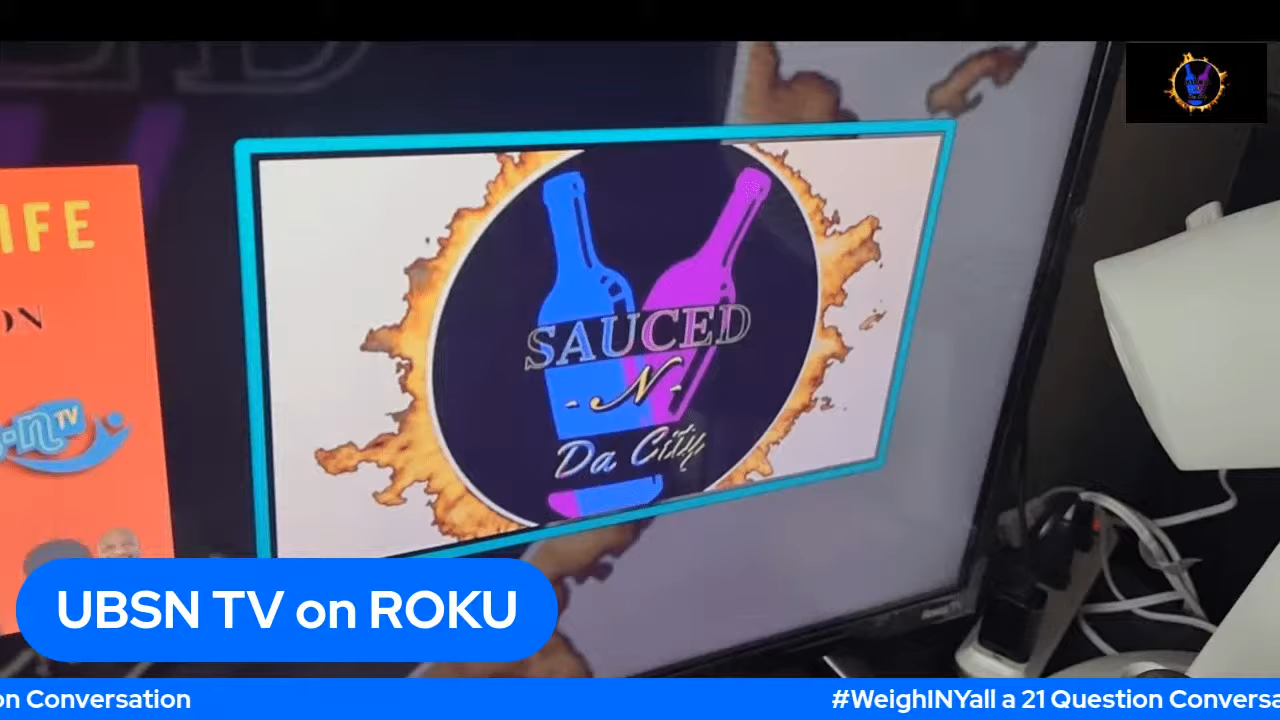 IFE
ON
-n TV
SAUCED
- N -
Da City
UBSN TV on ROKU
on Conversation
#WeighINYall a 21 Question Conversa